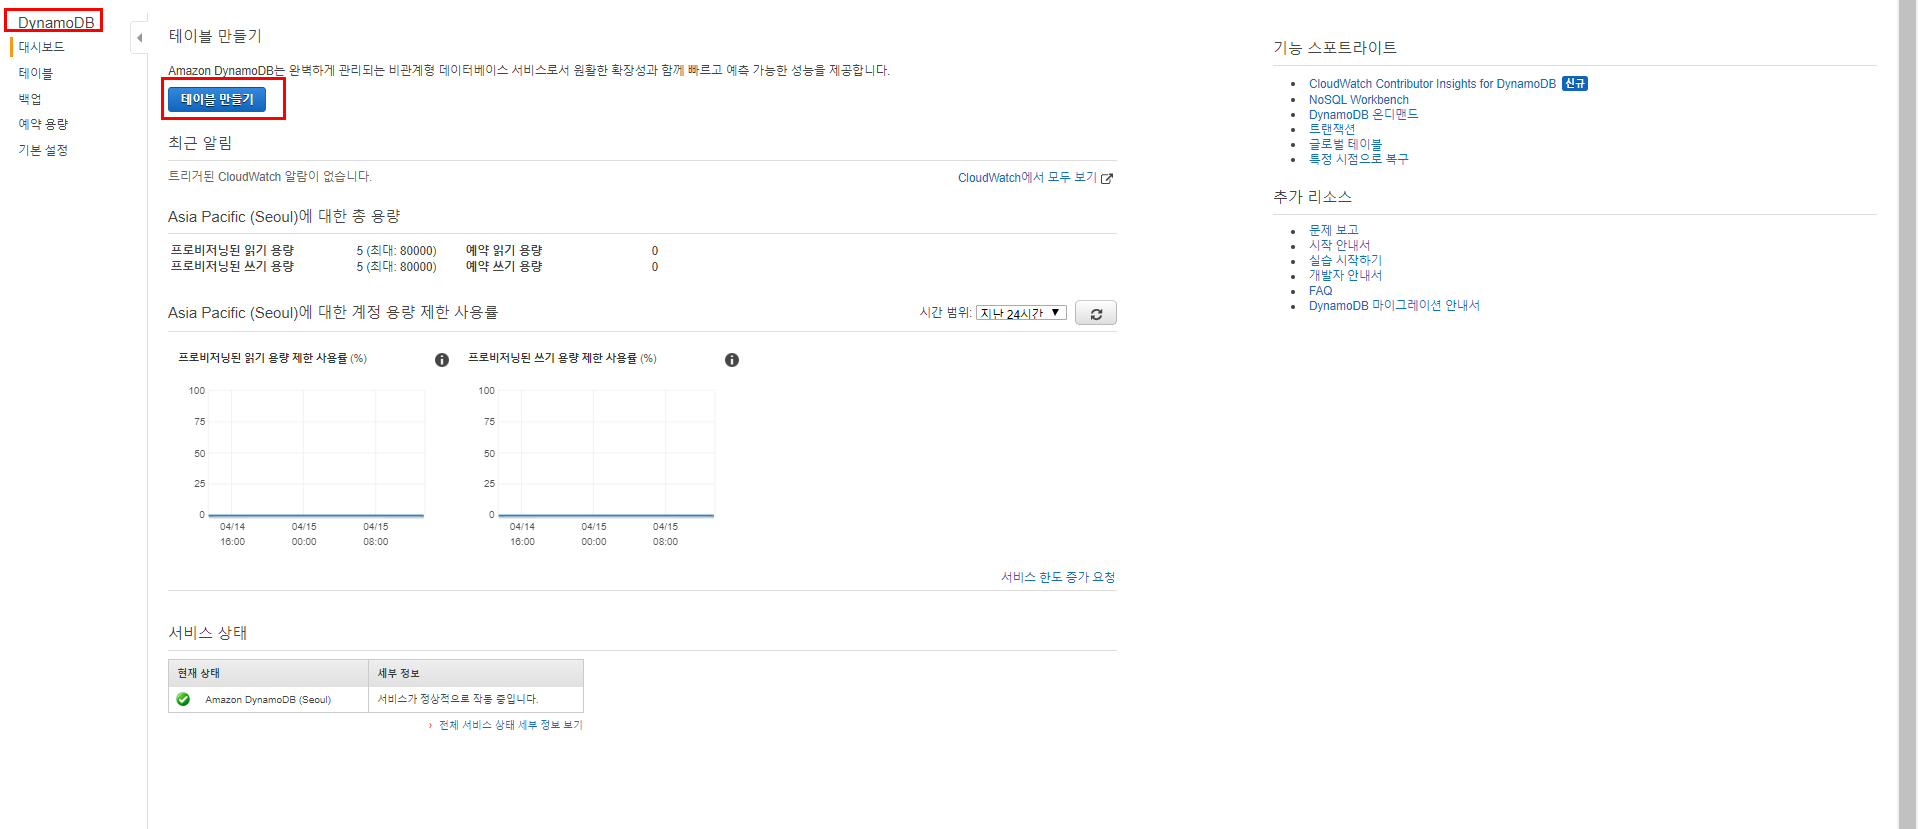 DynamoDB
대시보드
테이블
백업
예약 용량
기본 설정
테이블 만들기
Amazon DynamoDB는 완벽하게 관리되는 비관계형 데이터베이스 서비스로서 원활한 확장성과 함께 빠르고 예측 가능한 성능을 제공합니다.
테이블 만들기
최근 알림
트리거된 CloudWatch 알람이 없습니다.
CloudWatch에서 모두 보기
Asia Pacific (Seoul)에 대한 총 용량
프로비저닝된 읽기 용량 5 (최대: 80000) 예약 읽기 용량 0
프로비저닝된 쓰기 용량 5 (최대: 80000) 예약 쓰기 용량 0
Asia Pacific (Seoul)에 대한 계정 용량 제한 사용률
시간 범위: 지난 24시간
프로비저닝된 읽기 용량 제한 사용률 (%)
100
75
50
25
0
04/14 04/15 04/15
16:00 00:00 08:00
프로비저닝된 쓰기 용량 제한 사용률 (%)
100
75
50
25
0
04/14 04/15 04/15
16:00 00:00 08:00
서비스 한도 증가 요청
서비스 상태
현재 상태 세부 정보
Amazon DynamoDB (Seoul) 서비스가 정상적으로 작동 중입니다.
› 전체 서비스 상태 세부 정보 보기
기능 스포트라이트
CloudWatch Contributor Insights for DynamoDB 신규
NoSQL Workbench
DynamoDB 온디맨드
트랜잭션
글로벌 테이블
특정 시점으로 복구
추가 리소스
문제 보고
시작 안내서
실습 시작하기
개발자 안내서
FAQ
DynamoDB 마이그레이션 안내서